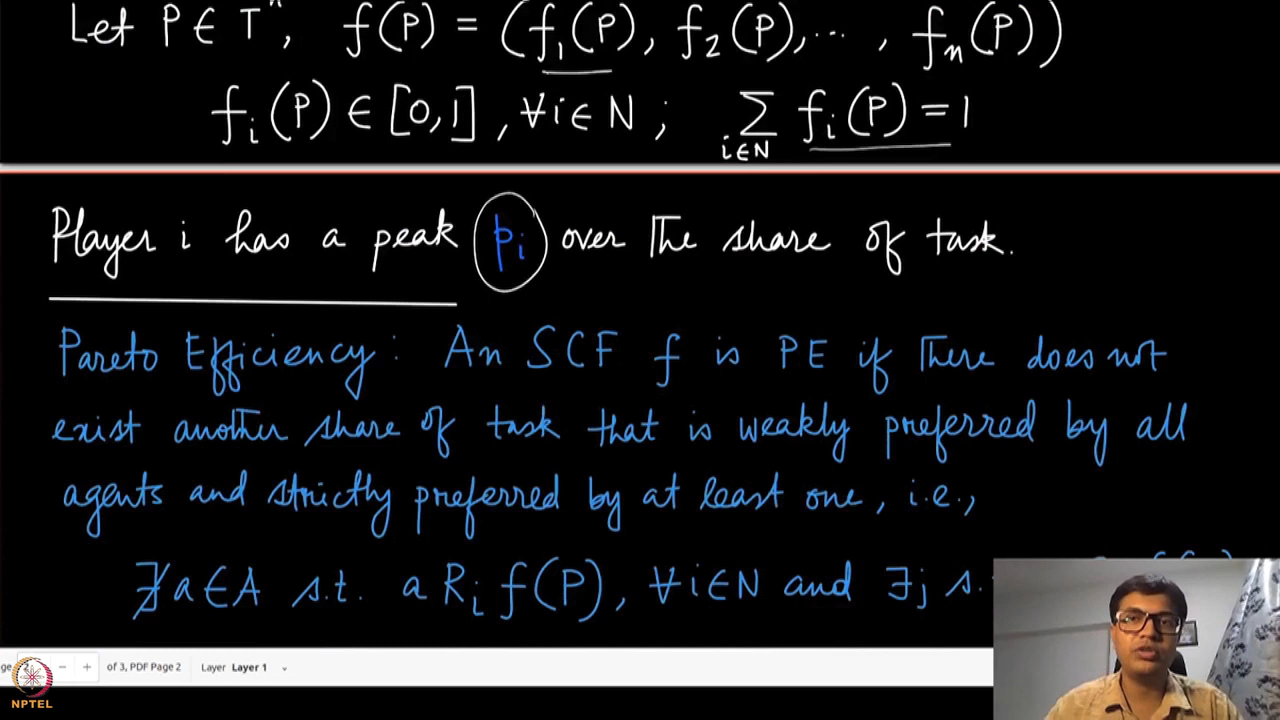 Let P ∈ Tⁿ, f(P) = (f₁(P), f₂(P), ..., fₙ(P))
fᵢ(P) ∈ [0,1], ∀i ∈ N ; Σ_{i∈N} fᵢ(P) = 1
Player i has a peak pᵢ over the share of task.
Pareto Efficiency: An SCF f is PE if there does not
exist another share of task that is weakly preferred by all
agents and strictly preferred by at least one, i.e.,
∄ a ∈ A s.t. a Rᵢ f(P), ∀i ∈ N and ∃j s.
of 3, PDF Page 2 Layer Layer 1
NPTEL